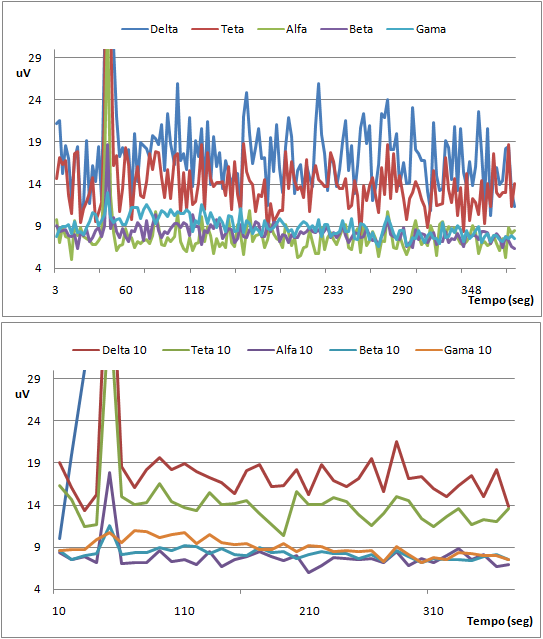 Delta Teta Alfa Beta Gama
29
uV
24
19
14
9
4
3 60 118 175 233 290 348
Tempo (seg)
Delta 10 Teta 10 Alfa 10 Beta 10 Gama 10
29
uV
24
19
14
9
4
10 110 210 310
Tempo (seg)